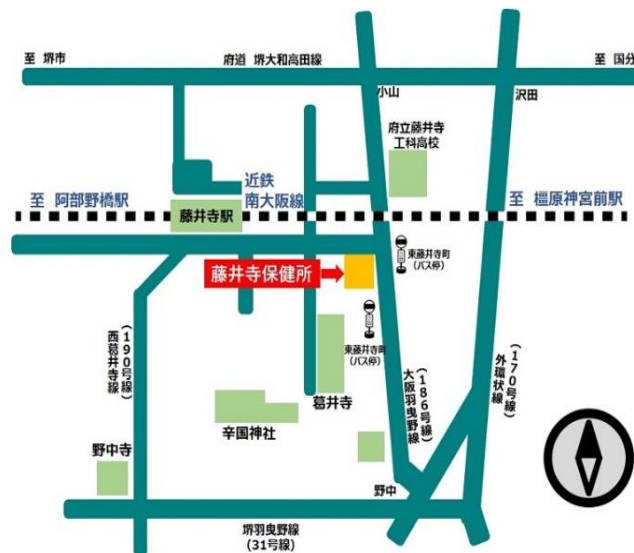 至 堺市
府道 堺大和高田線
至 国分
小山
沢田
府立藤井寺
工科高校
近鉄
南大阪線
至 阿部野橋駅
藤井寺駅
至 橿原神宮前駅
東藤井寺町
(バス停)
藤井寺保健所
東藤井寺町
(バス停)
(190号線)
西葛井寺線
葛井寺
(186号線)
大阪羽曳野線
(170号線)
外環状線
辛国神社
野中寺
野中
堺羽曳野線
(31号線)